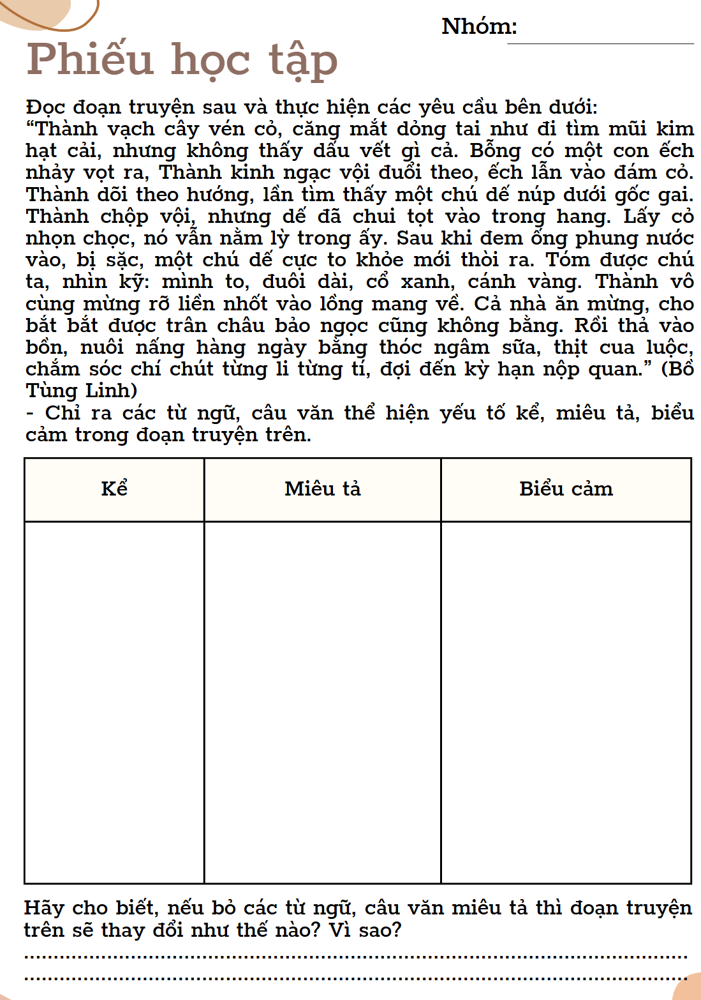 Nhóm:
Phiếu học tập
Đọc đoạn truyện sau và thực hiện các yêu cầu bên dưới:
“Thành vạch cây vén cỏ, căng mắt dỏng tai như đi tìm mũi kim
hạt cải, nhưng không thấy dấu vết gì cả. Bỗng có một con ếch
nhảy vọt ra, Thành kinh ngạc vội đuổi theo, ếch lẫn vào đám cỏ.
Thành dõi theo hướng, lần tìm thấy một chú dế núp dưới gốc gai.
Thành chộp vội, nhưng dế đã chui tọt vào trong hang. Lấy cỏ
nhọn chọc, nó vẫn nằm lỳ trong ấy. Sau khi đem ống phung nước
vào, bị sặc, một chú dế cực to khỏe mới thòi ra. Tóm được chú
ta, nhìn kỹ: mình to, đuôi dài, cổ xanh, cánh vàng. Thành vô
cùng mừng rỡ liền nhốt vào lồng mang về. Cả nhà ăn mừng, cho
bắt bắt được trân châu bảo ngọc cũng không bằng. Rồi thả vào
bồn, nuôi nấng hàng ngày bằng thóc ngâm sữa, thịt cua luộc,
chắm sóc chí chút từng li từng tí, đợi đến kỳ hạn nộp quan.” (Bồ
Tùng Linh)
- Chỉ ra các từ ngữ, câu văn thể hiện yếu tố kể, miêu tả, biểu
cảm trong đoạn truyện trên.
Kể
Miêu tả
Biểu cảm
Hãy cho biết, nếu bỏ các từ ngữ, câu văn miêu tả thì đoạn truyện
trên sẽ thay đổi như thế nào? Vì sao?